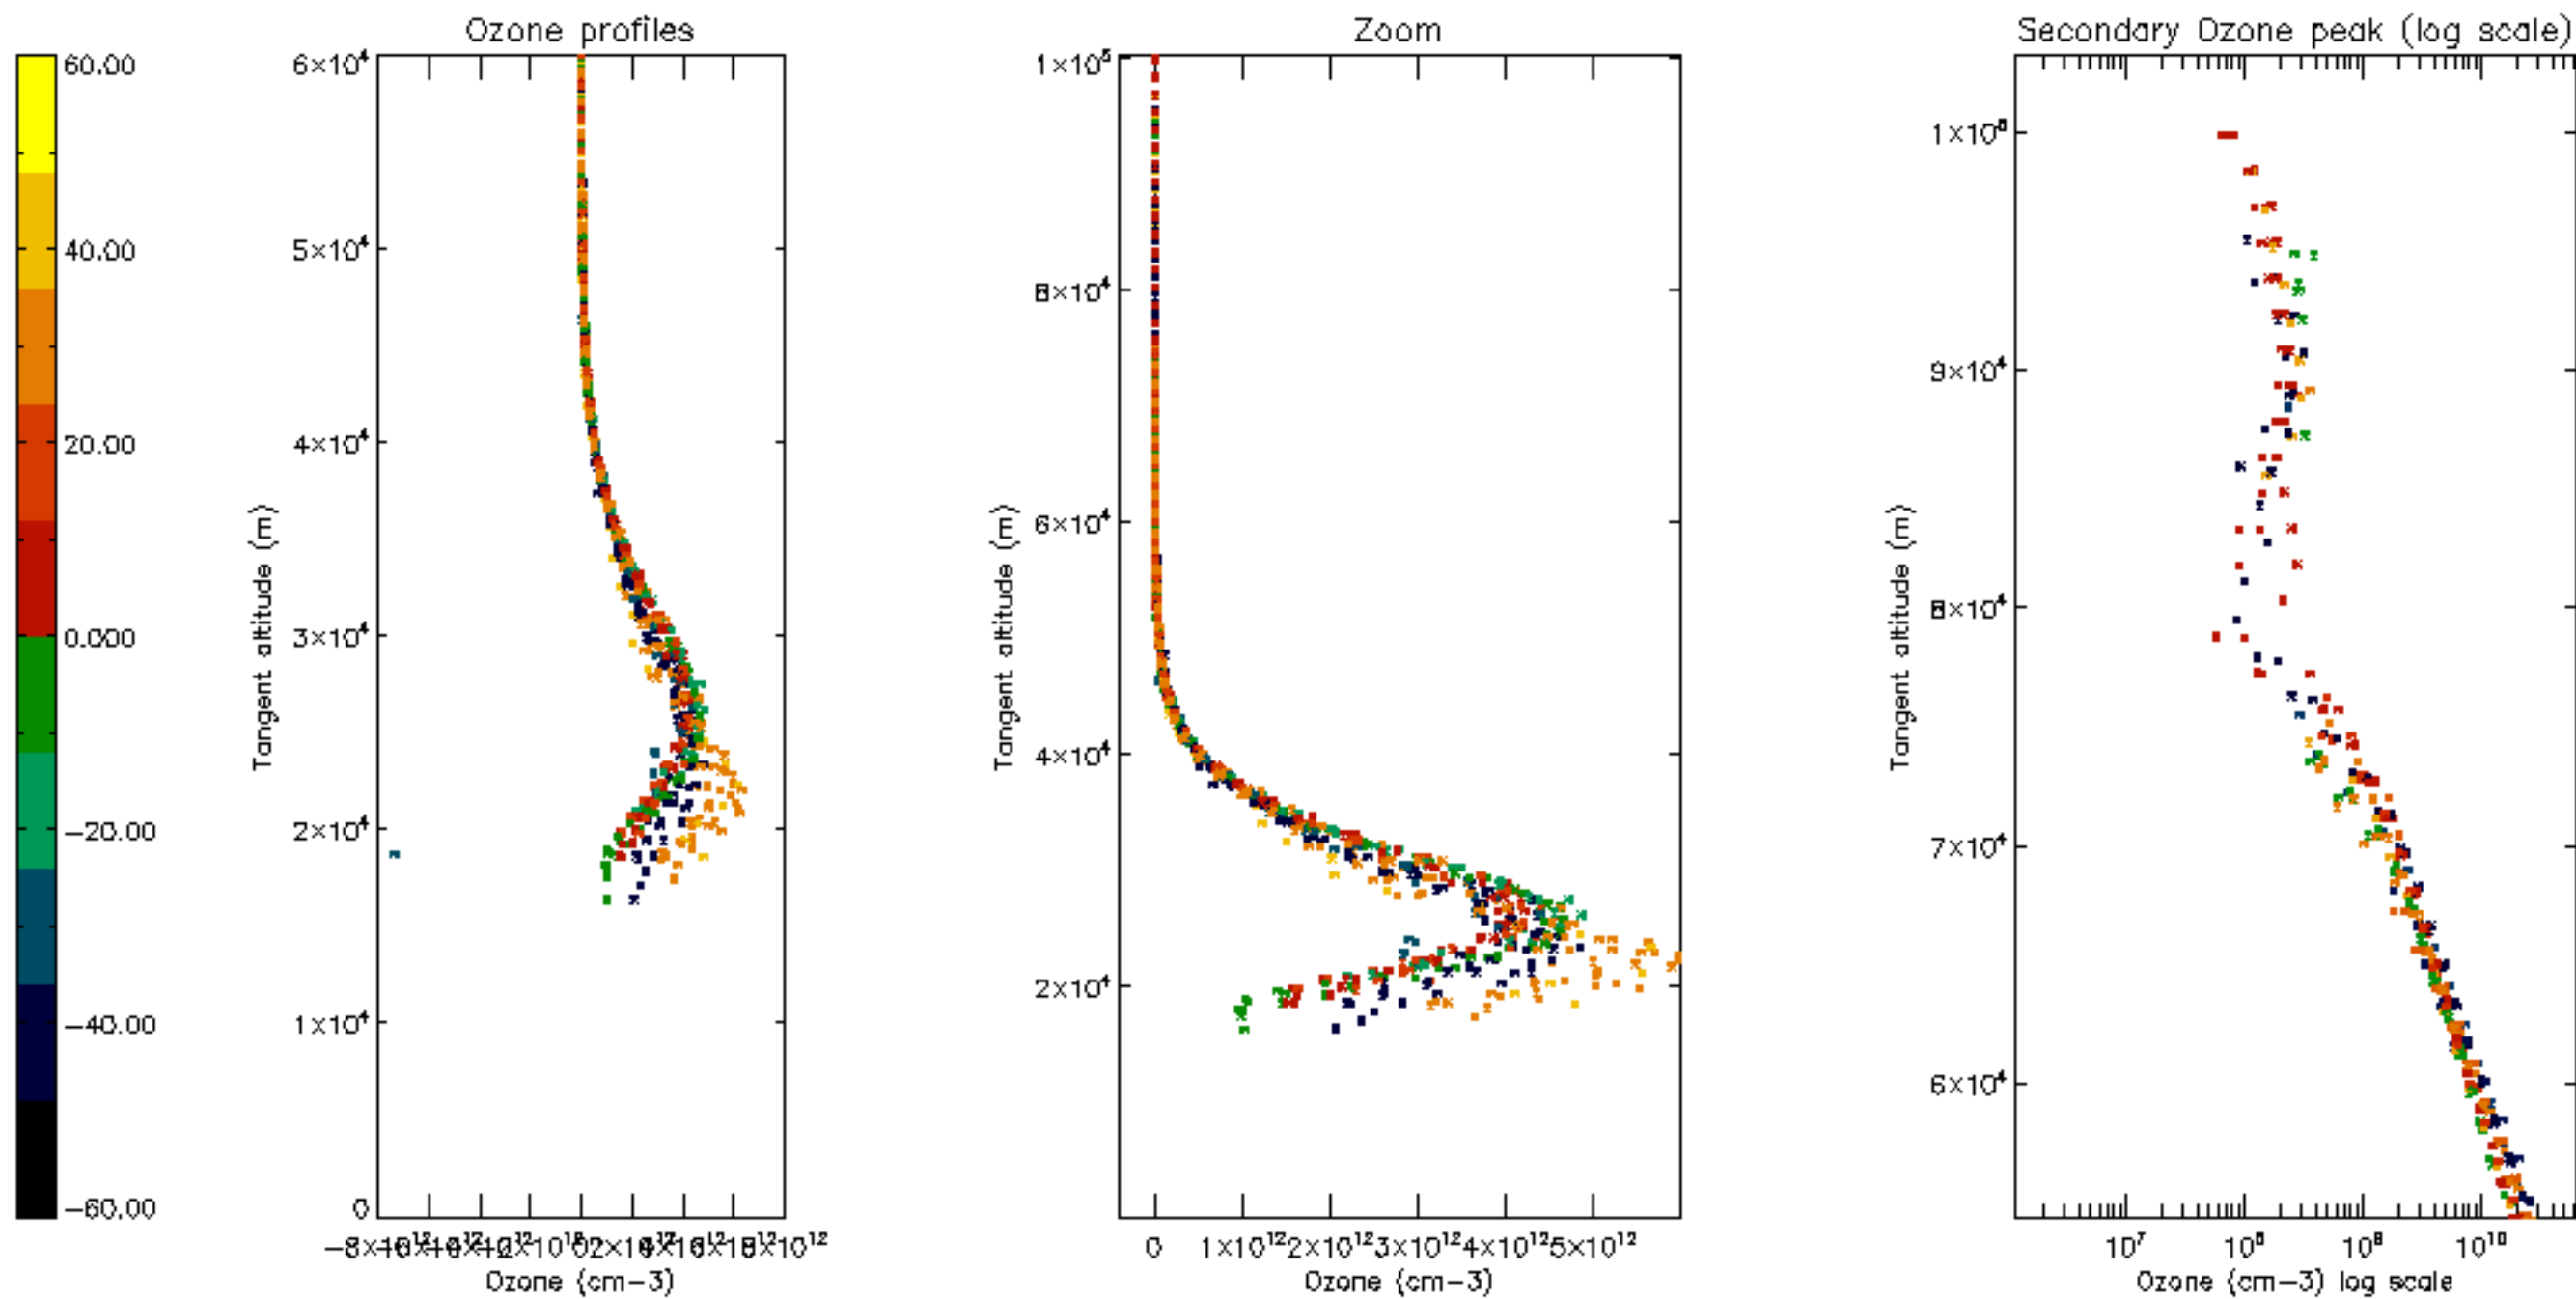 Ozone profiles
Zoom
Secondary Ozone peak (log scale)
60.00
40.00
20.00
0.000
−20.00
−40.00
−60.00
6×10⁴
5×10⁴
4×10⁴
3×10⁴
2×10⁴
1×10⁴
0
Tangent altitude (m)
Ozone (cm−3)
1×10⁵
8×10⁴
6×10⁴
4×10⁴
2×10⁴
Tangent altitude (m)
0 1×10¹² 2×10¹² 3×10¹² 4×10¹² 5×10¹²
Ozone (cm−3)
9×10⁴
8×10⁴
7×10⁴
6×10⁴
Tangent altitude (m)
10⁷ 10⁸ 10⁹ 10¹⁰
Ozone (cm−3) log scale